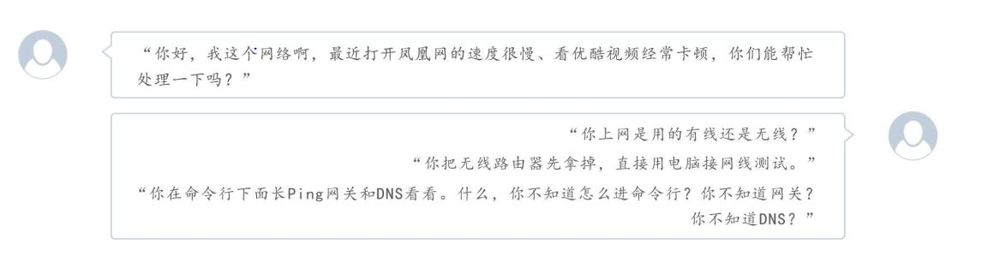 “你好，我这个网络啊，最近打开凤凰网的速度很慢、看优酷视频经常卡顿，你们能帮忙
处理一下吗？”
“你上网是用的有线还是无线？”
“你把无线路由器先拿掉，直接用电脑接网线测试。”
“你在命令行下面长Ping网关和DNS看看。什么，你不知道怎么进命令行？你不知道网关？
你不知道DNS？”